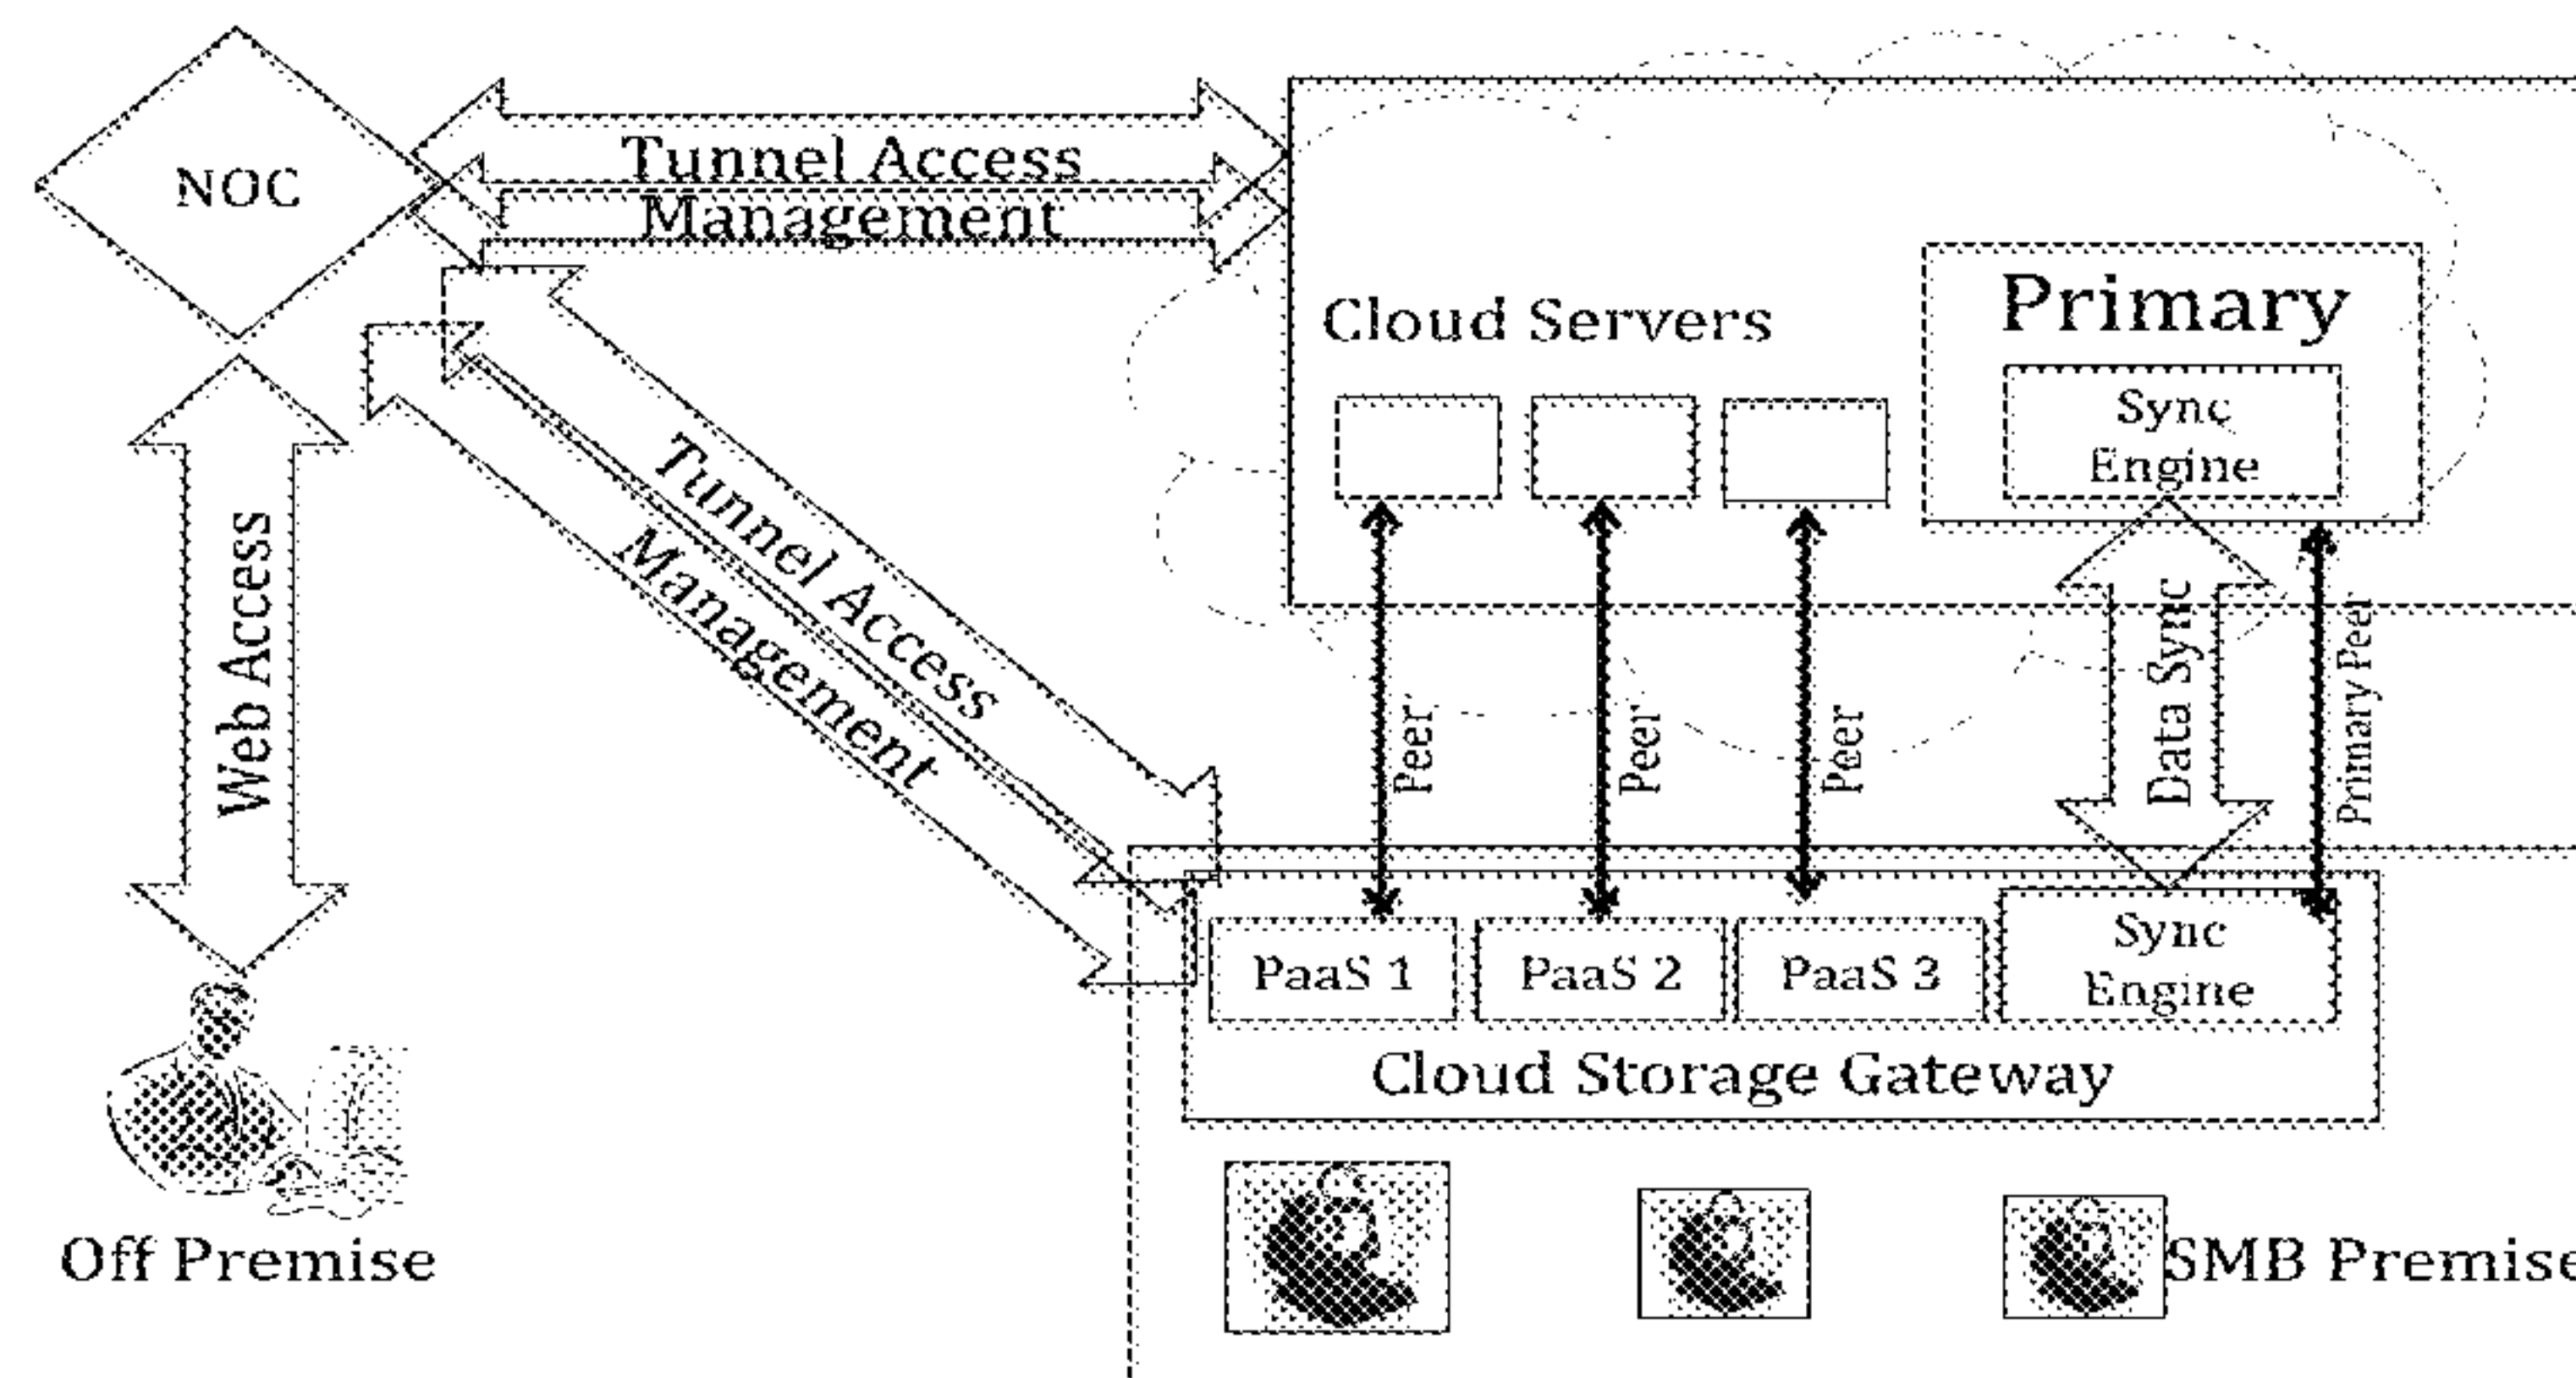 NOC
Tunnel Access
Management
Cloud Servers
Primary
Sync
Engine
Web Access
Tunnel Access
Management
Peer
Peer
Peer
Data Sync
Primary Peer
PaaS 1
PaaS 2
PaaS 3
Sync
Engine
Cloud Storage Gateway
Off Premise
SMB Premise